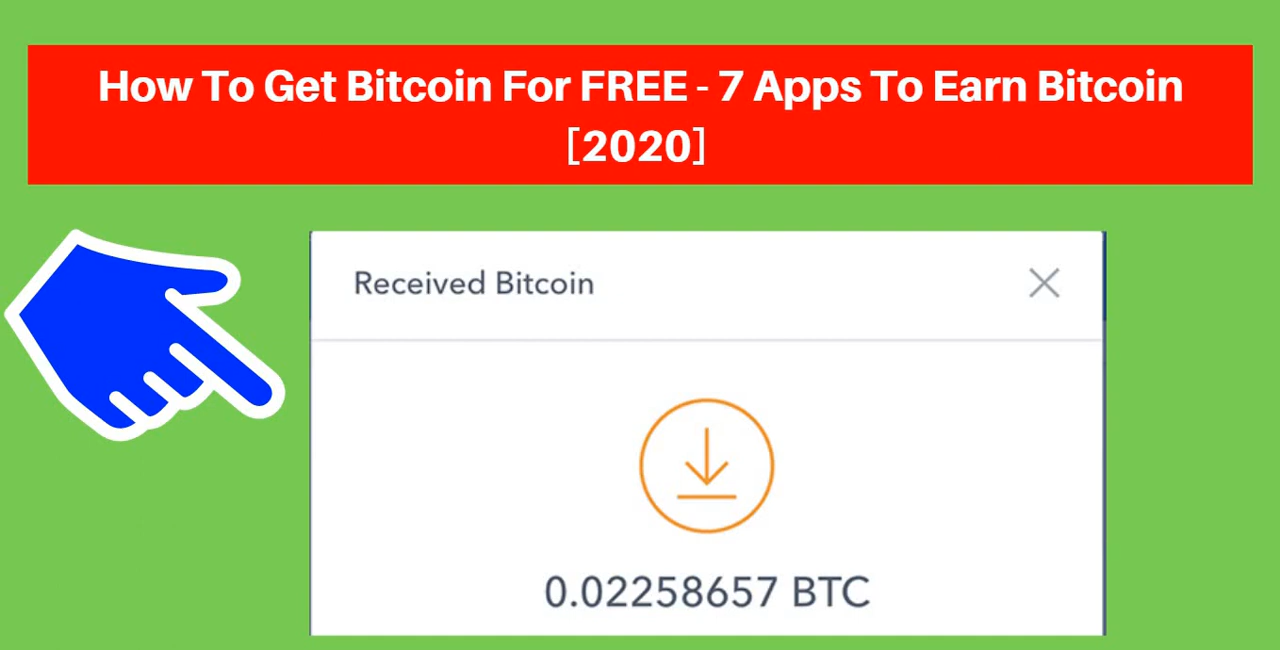 How To Get Bitcoin For FREE - 7 Apps To Earn Bitcoin
[2020]
Received Bitcoin
0.02258657 BTC